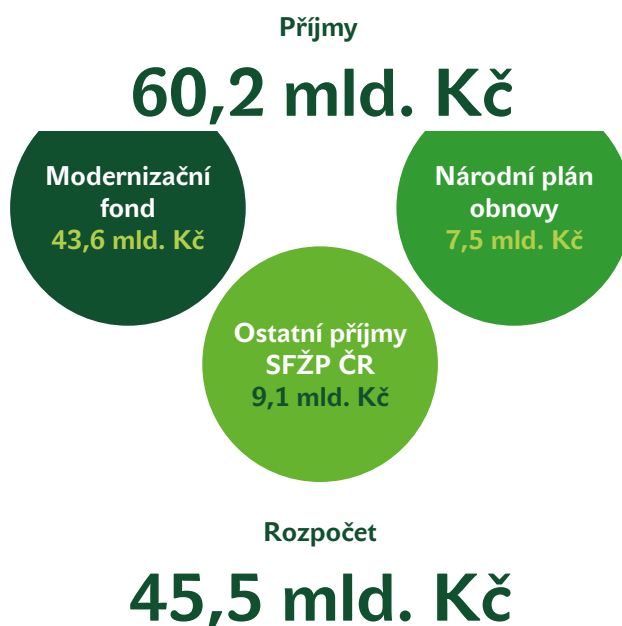 Příjmy
60,2 mld. Kč
Modernizační
fond
43,6 mld. Kč
Národní plán
obnovy
7,5 mld. Kč
Ostatní příjmy
SFŽP ČR
9,1 mld. Kč
Rozpočet
45,5 mld. Kč